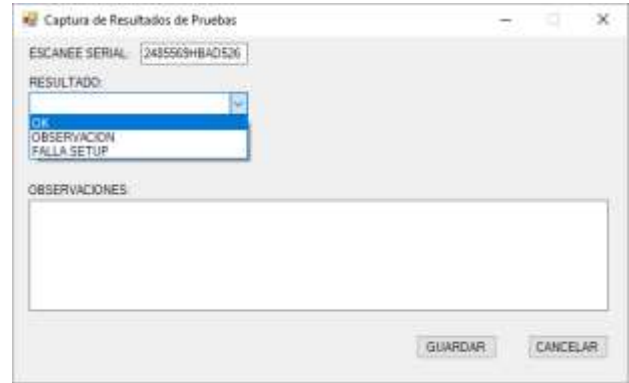 Captura de Resultados de Pruebas
ESCANEE SERIAL: 2485569HBAD526
RESULTADO:
OK
OBSERVACION
FALLA SETUP
OBSERVACIONES
GUARDAR CANCELAR